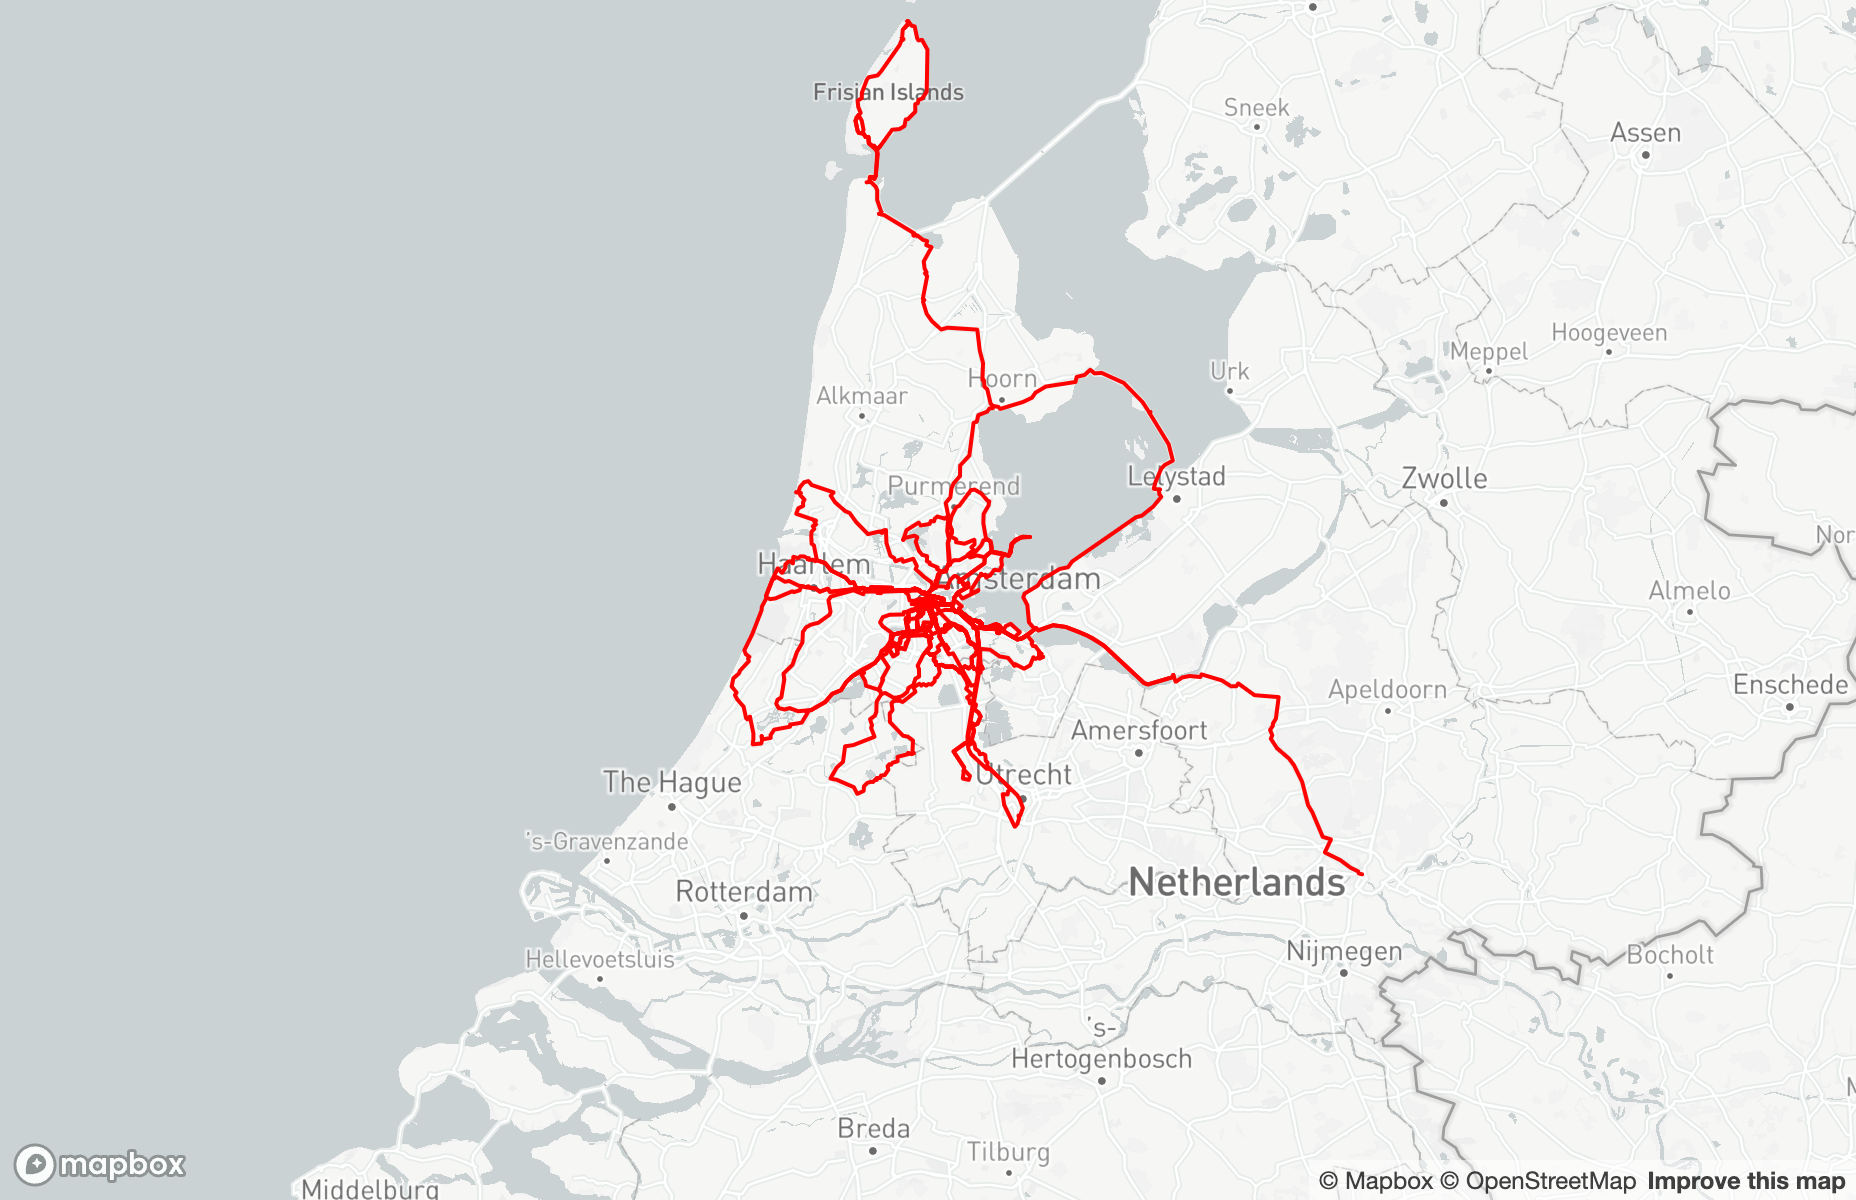 Frisian Islands
Sneek
Assen
Hoogeveen
Meppel
Urk
Hoorn
Alkmaar
Lelystad
Zwolle
Purmerend
Nor
Haarlem
Amsterdam
Almelo
Apeldoorn
Enschede
Amersfoort
Utrecht
The Hague
's-Gravenzande
Netherlands
Rotterdam
Nijmegen
Bocholt
Hellevoetsluis
's-
Hertogenbosch
Breda
Tilburg
mapbox
Middelburg
© Mapbox © OpenStreetMap Improve this map